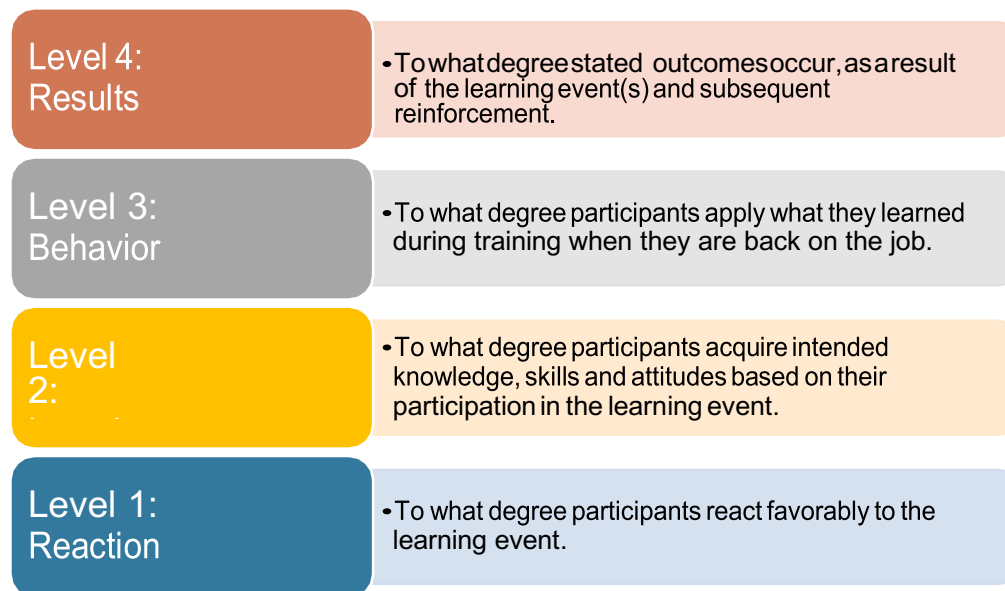 Level 4:
Results
•To what degree stated outcomes occur, as a result
of the learning event(s) and subsequent
reinforcement.
Level 3:
Behavior
•To what degree participants apply what they learned
during training when they are back on the job.
Level
2:
•To what degree participants acquire intended
knowledge, skills and attitudes based on their
participation in the learning event.
Level 1:
Reaction
•To what degree participants react favorably to the
learning event.